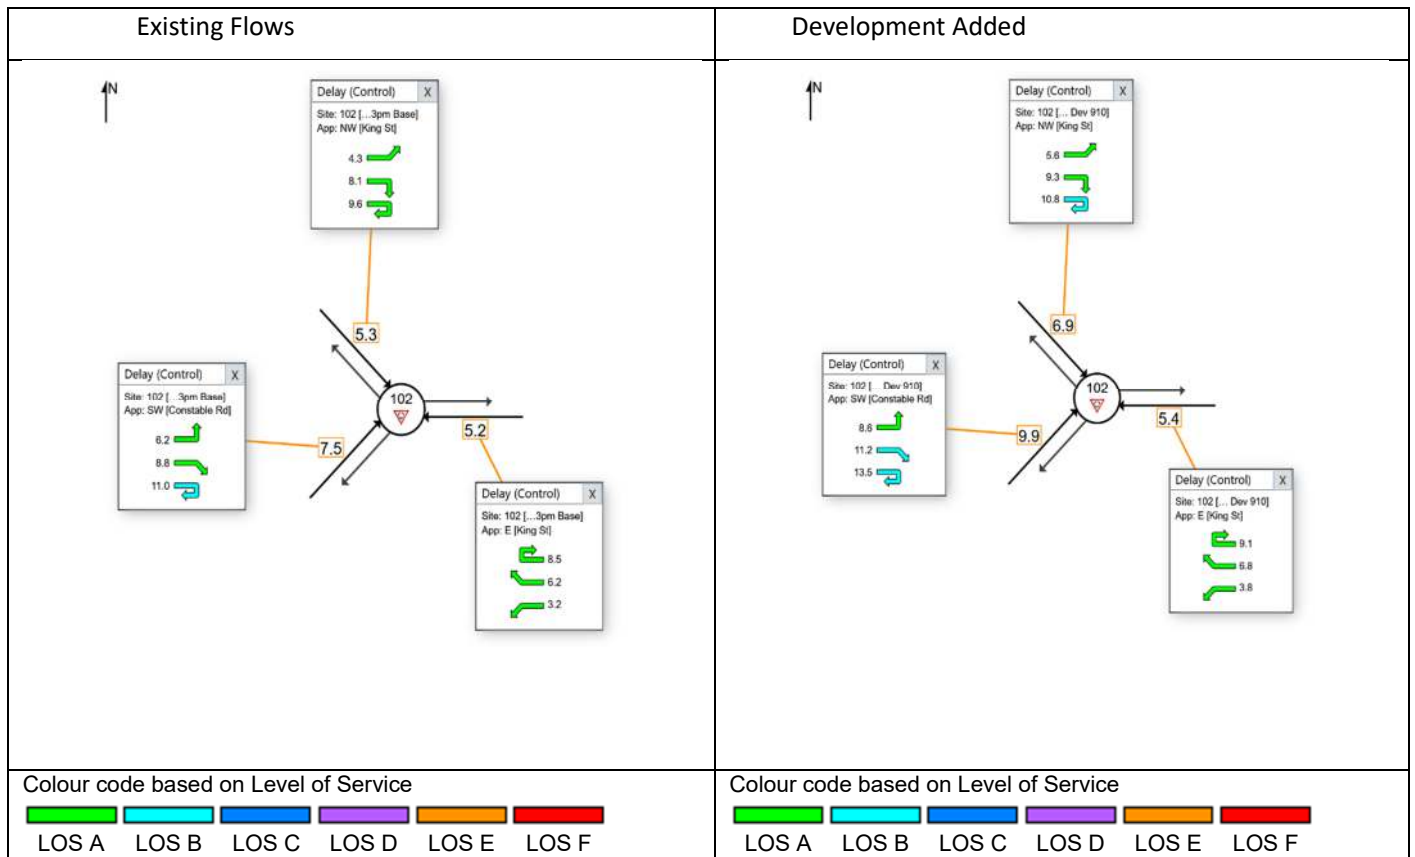 Existing Flows
Development Added
N
Delay (Control) X
Site: 102 [...3pm Base]
App: NW [King St]
4.3
8.1
9.6
5.3
Delay (Control) X
Site: 102 [...3pm Base]
App: SW [Constable Rd]
6.2
8.8
11.0
7.5
102
5.2
Delay (Control) X
Site: 102 [...3pm Base]
App: E [King St]
8.5
6.2
3.2
N
Delay (Control) X
Site: 102 [... Dev 910]
App: NW [King St]
5.6
9.3
10.8
6.9
Delay (Control) X
Site: 102 [... Dev 910]
App: SW [Constable Rd]
8.6
11.2
13.5
9.9
102
5.4
Delay (Control) X
Site: 102 [... Dev 910]
App: E [King St]
9.1
6.8
3.8
Colour code based on Level of Service
LOS A LOS B LOS C LOS D LOS E LOS F
Colour code based on Level of Service
LOS A LOS B LOS C LOS D LOS E LOS F